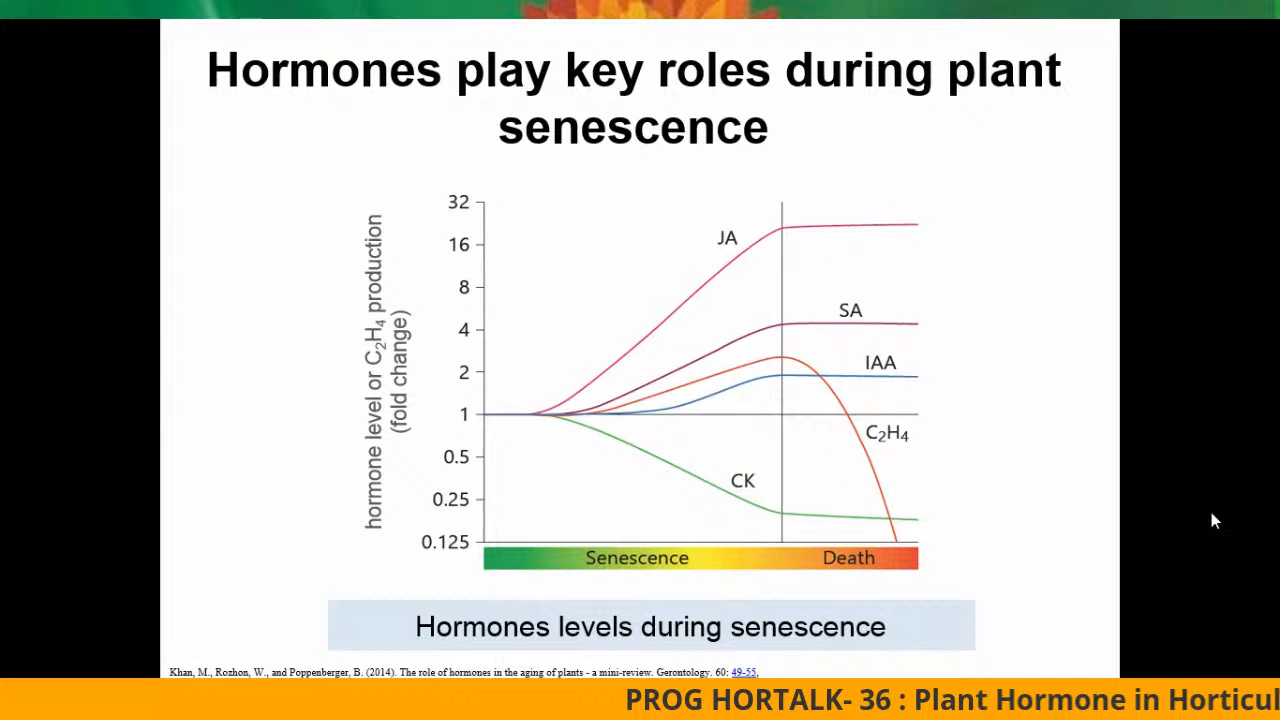 Hormones play key roles during plant
senescence
hormone level or C₂H₄ production
(fold change)
32
16
8
4
2
1
0.5
0.25
0.125
JA
SA
IAA
C₂H₄
CK
Senescence
Death
Hormones levels during senescence
Khan, M., Rozhon, W., and Poppenberger, B. (2014). The role of hormones in the aging of plants - a mini-review. Gerontology. 60: 49-55,
PROG HORTALK- 36 : Plant Hormone in Horticul